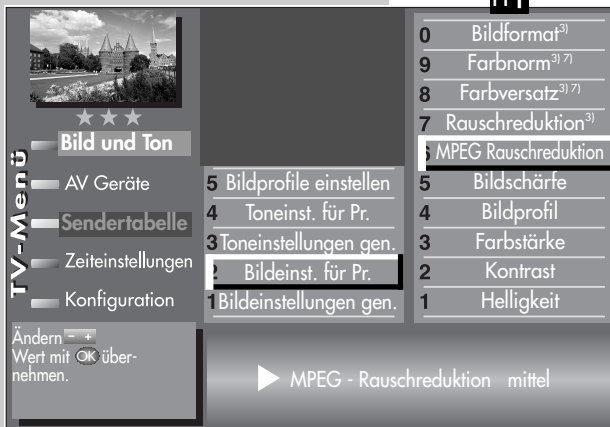 TV-Menü
Bild und Ton
AV Geräte
Sendertabelle
Zeiteinstellungen
Konfiguration
5 Bildprofile einstellen
4 Toneinst. für Pr.
3 Toneinstellungen gen.
2 Bildeinst. für Pr.
1 Bildeinstellungen gen.
0 Bildformat3)
9 Farbnorm3) 7)
8 Farbversatz3) 7)
7 Rauschreduktion3)
6 MPEG Rauschreduktion
5 Bildschärfe
4 Bildprofil
3 Farbstärke
2 Kontrast
1 Helligkeit
Ändern - +
Wert mit OK über-
nehmen.
MPEG - Rauschreduktion mittel